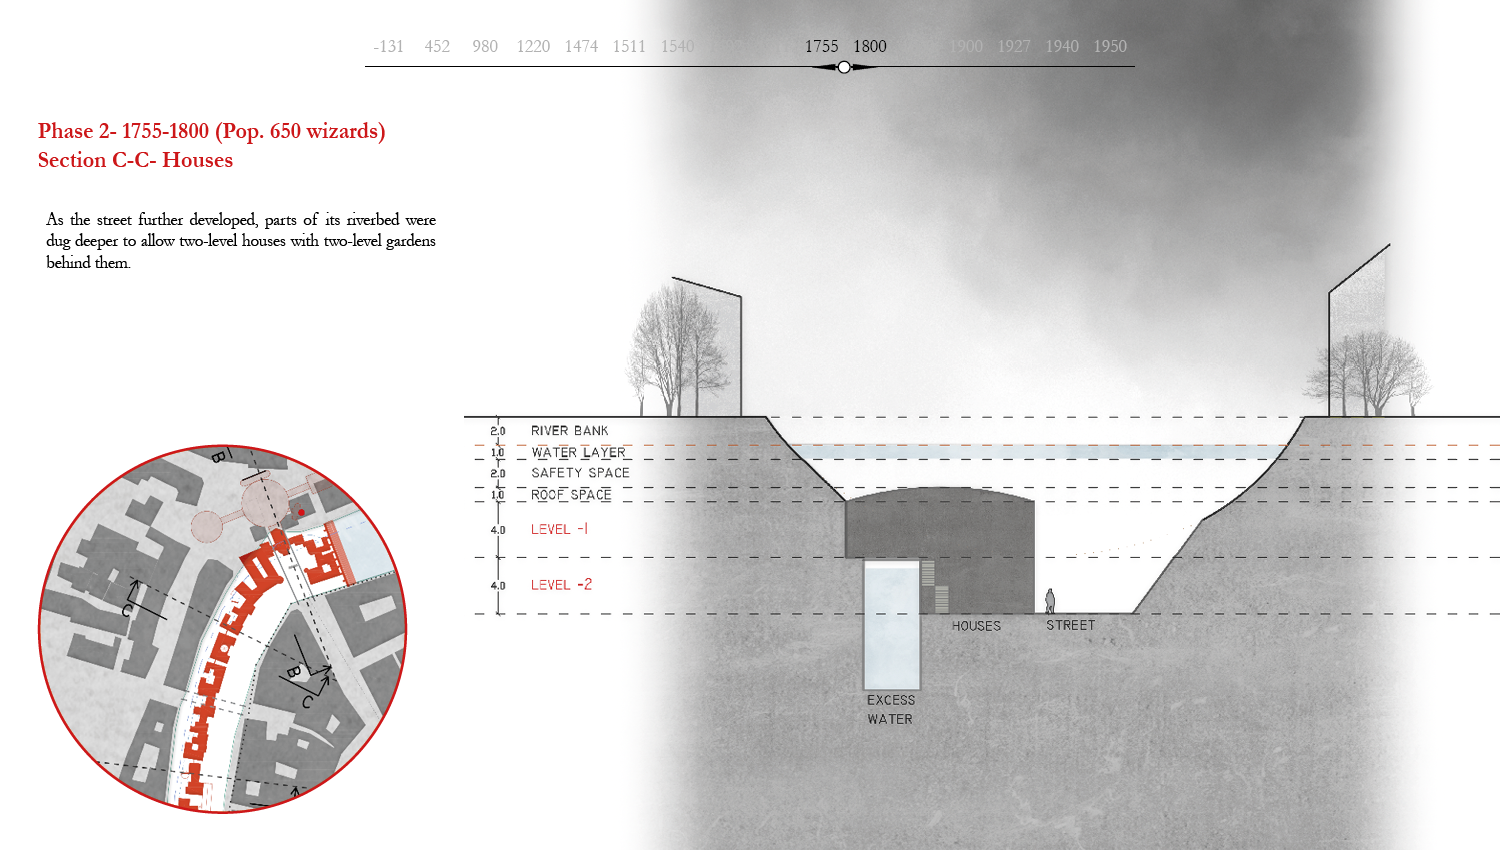 -131 452 980 1220 1474 1511 1540 1755 1800 1900 1927 1940 1950
Phase 2- 1755-1800 (Pop. 650 wizards)
Section C-C- Houses
As the street further developed, parts of its riverbed were
dug deeper to allow two-level houses with two-level gardens
behind them.
2.0 RIVER BANK
1.0 WATER LAYER
2.0 SAFETY SPACE
1.0 ROOF SPACE
4.0 LEVEL -1
4.0 LEVEL -2
HOUSES STREET
EXCESS
WATER
B
C
B
C